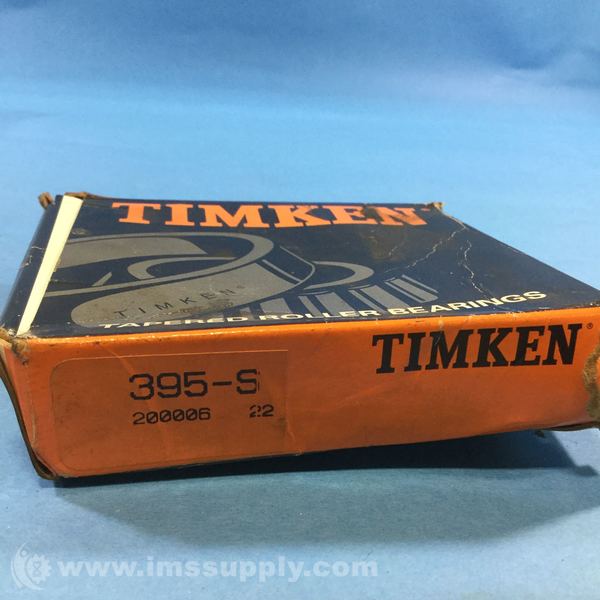 TIMKEN®
TIMKEN®
TAPERED ROLLER BEARINGS
395-S
200006 22
TIMKEN®
www.imssupply.com